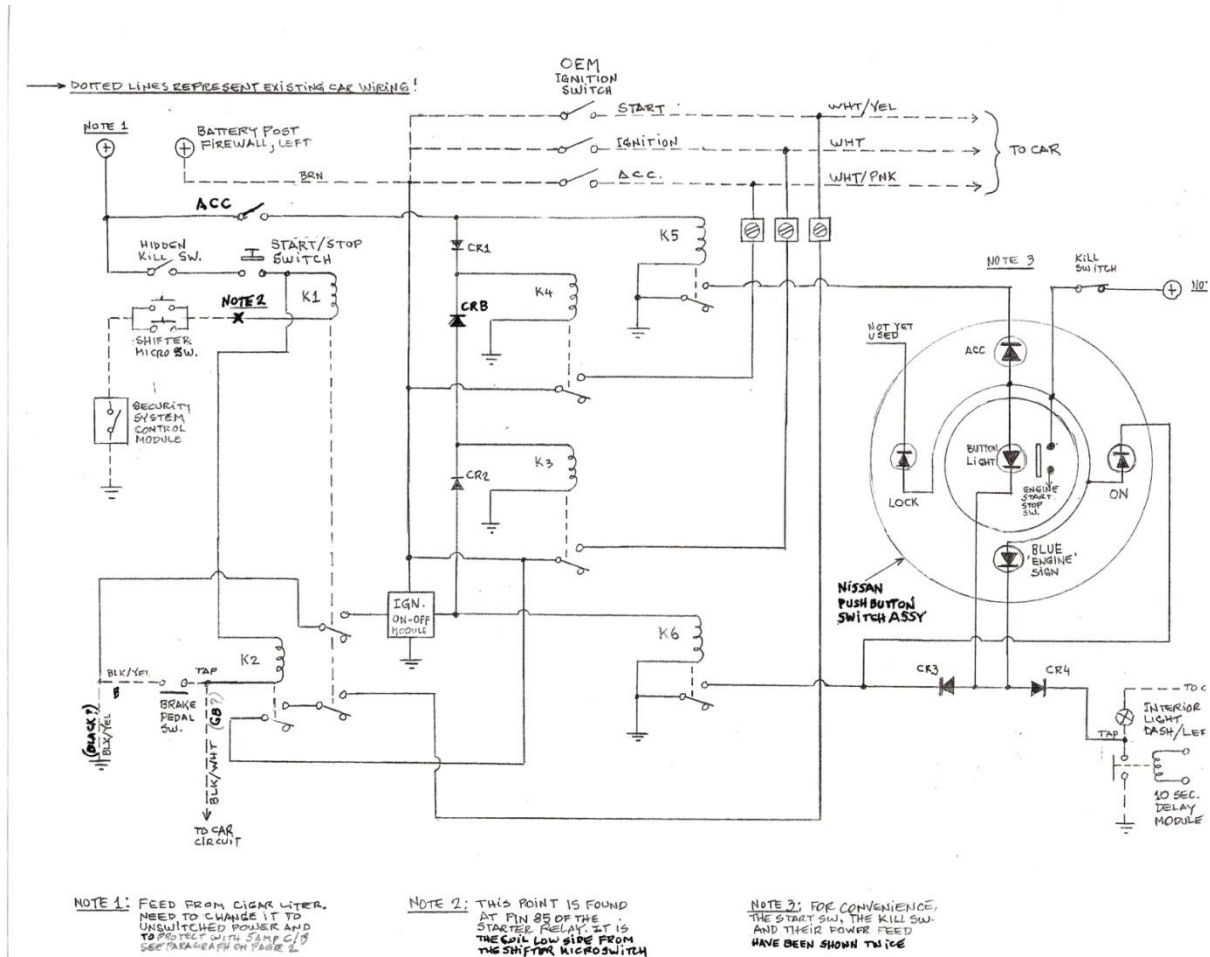 OEM
IGNITION
SWITCH
DOTTED LINES REPRESENT EXISTING CAR WIRING!
START
WHT/YEL
NOTE 1
BATTERY POST
FIREWALL, LEFT
IGNITION
WHT
TO CAR
BRN
ACC.
WHT/PNK
ACC
HIDDEN
KILL SW.
START/STOP
SWITCH
CR1
K5
NOTE 3
KILL
SWITCH
NO
K1
K4
NOTE 2
CRB
SHIFTER
MICRO SW.
NOT YET
USED
ACC
SECURITY
SYSTEM
CONTROL
MODULE
K3
CR2
BUTTON
LIGHT
LOCK
ENGINE
START
STOP
SW.
ON
BLUE
'ENGINE'
SIGN
NISSAN
PUSHBUTTON
SWITCH ASSY
IGN.
ON-OFF
MODULE
K6
K2
BLK/YEL
B
TAP
BRAKE
PEDAL
SW.
(BLACK?)
BLK/YEL
BLK/WHT (GB?)
TO CAR
CIRCUIT
CR3
CR4
TO C
INTERIOR
LIGHT
DASH/LEF
TAP
10 SEC.
DELAY
MODULE
NOTE 1: FEED FROM CIGAR LITER.
NEED TO CHANGE IT TO
UNSWITCHED POWER AND
TO PROTECT WITH 5AMP C/B
SEE PARAGRAPH ON PAGE 2
NOTE 2: THIS POINT IS FOUND
AT PIN 85 OF THE
STARTER RELAY. IT IS
THE COIL LOW SIDE FROM
THE SHIFTER MICROSWITCH
NOTE 3: FOR CONVENIENCE,
THE START SW, THE KILL SW.
AND THEIR POWER FEED
HAVE BEEN SHOWN TWICE